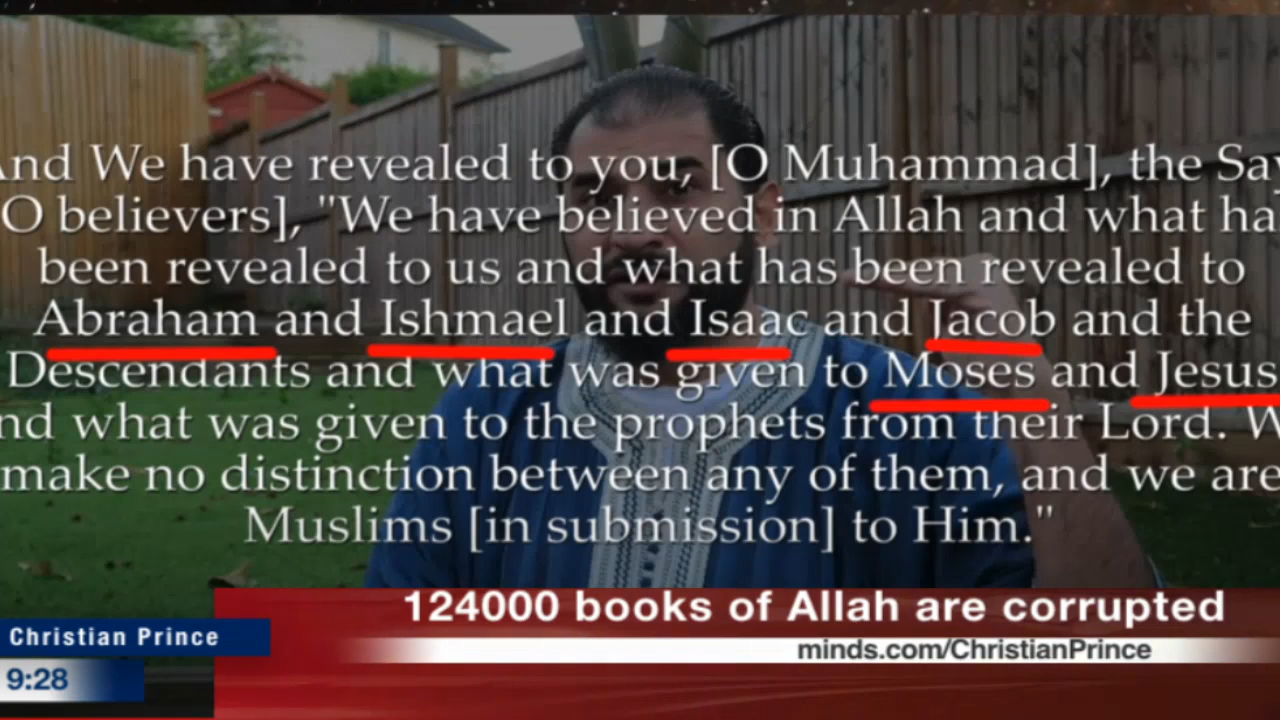 And We have revealed to you, [O Muhammad], the Say
O believers], "We have believed in Allah and what ha
been revealed to us and what has been revealed to
Abraham and Ishmael and Isaac and Jacob and the
Descendants and what was given to Moses and Jesus
nd what was given to the prophets from their Lord. W
make no distinction between any of them, and we are
Muslims [in submission] to Him."
124000 books of Allah are corrupted
Christian Prince
minds.com/ChristianPrince
9:28